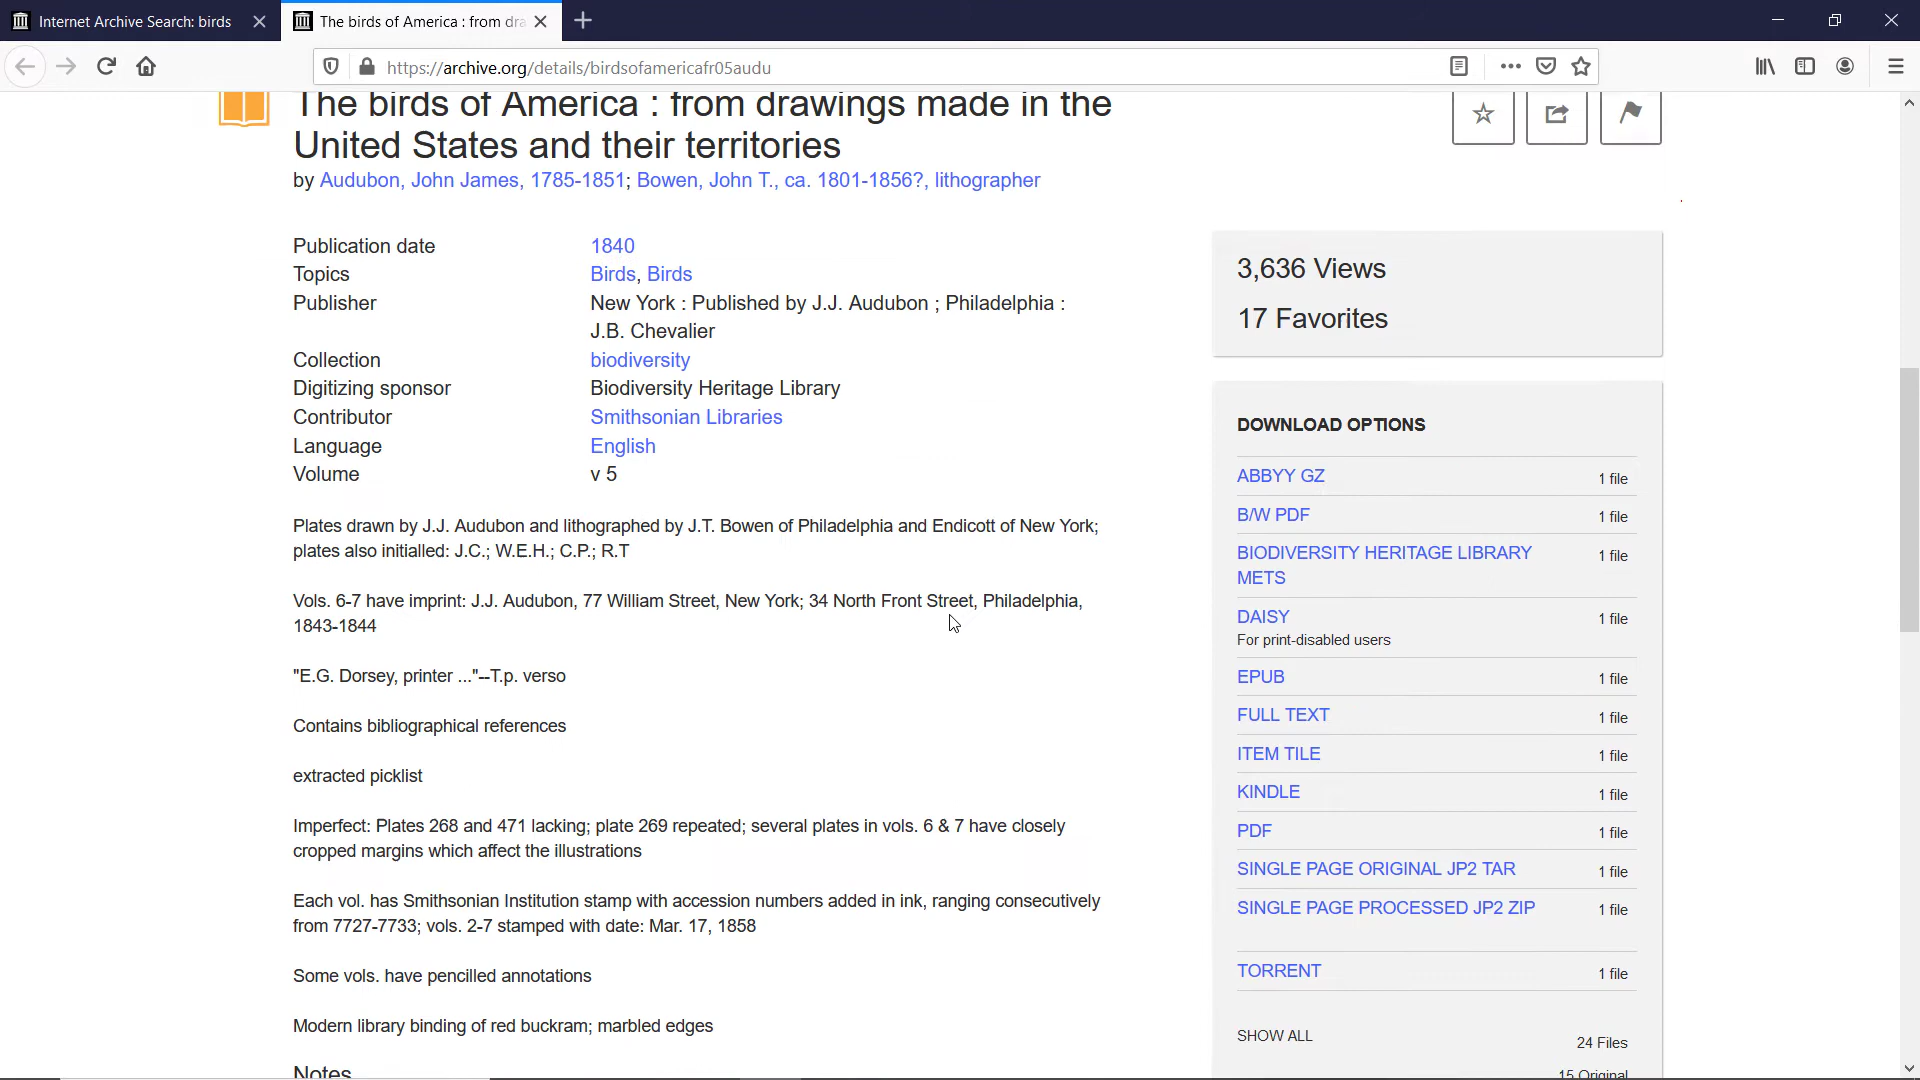 Internet Archive Search: birds
The birds of America : from dra
https://archive.org/details/birdsofamericafr05audu
The birds of America : from drawings made in the
United States and their territories
by Audubon, John James, 1785-1851; Bowen, John T., ca. 1801-1856?, lithographer
Publication date 1840
Topics Birds, Birds
Publisher New York : Published by J.J. Audubon ; Philadelphia :
J.B. Chevalier
Collection biodiversity
Digitizing sponsor Biodiversity Heritage Library
Contributor Smithsonian Libraries
Language English
Volume v 5
Plates drawn by J.J. Audubon and lithographed by J.T. Bowen of Philadelphia and Endicott of New York;
plates also initialled: J.C.; W.E.H.; C.P.; R.T
Vols. 6-7 have imprint: J.J. Audubon, 77 William Street, New York; 34 North Front Street, Philadelphia,
1843-1844
"E.G. Dorsey, printer ..."--T.p. verso
Contains bibliographical references
extracted picklist
Imperfect: Plates 268 and 471 lacking; plate 269 repeated; several plates in vols. 6 & 7 have closely
cropped margins which affect the illustrations
Each vol. has Smithsonian Institution stamp with accession numbers added in ink, ranging consecutively
from 7727-7733; vols. 2-7 stamped with date: Mar. 17, 1858
Some vols. have pencilled annotations
Modern library binding of red buckram; marbled edges
Notes
3,636 Views
17 Favorites
DOWNLOAD OPTIONS
ABBYY GZ 1 file
B/W PDF 1 file
BIODIVERSITY HERITAGE LIBRARY 1 file
METS
DAISY 1 file
For print-disabled users
EPUB 1 file
FULL TEXT 1 file
ITEM TILE 1 file
KINDLE 1 file
PDF 1 file
SINGLE PAGE ORIGINAL JP2 TAR 1 file
SINGLE PAGE PROCESSED JP2 ZIP 1 file
TORRENT 1 file
SHOW ALL 24 Files
15 Original